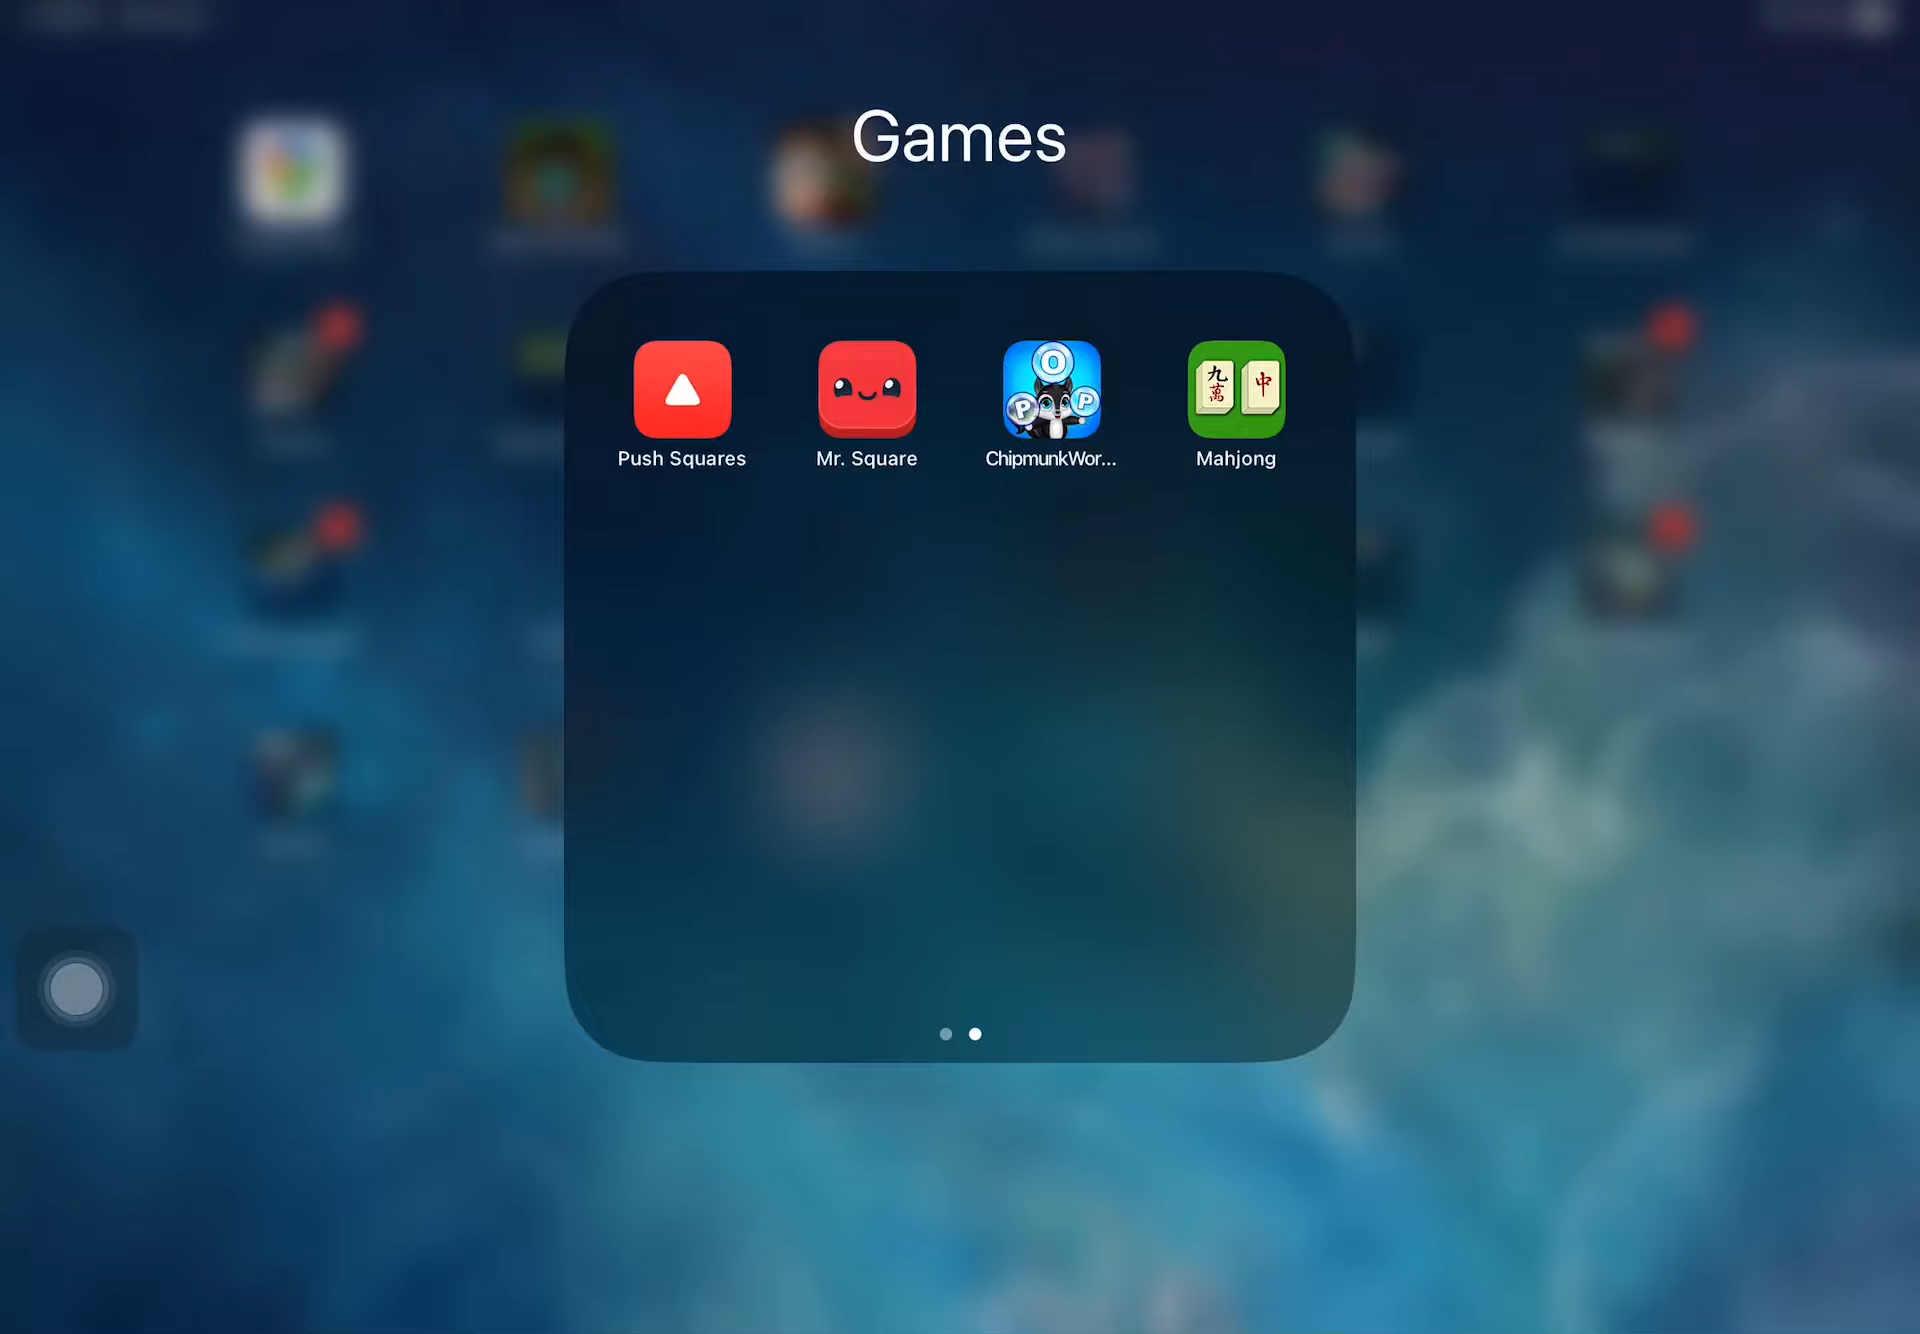 Games
O
P P
九 中
萬
Push Squares Mr. Square ChipmunkWor... Mahjong